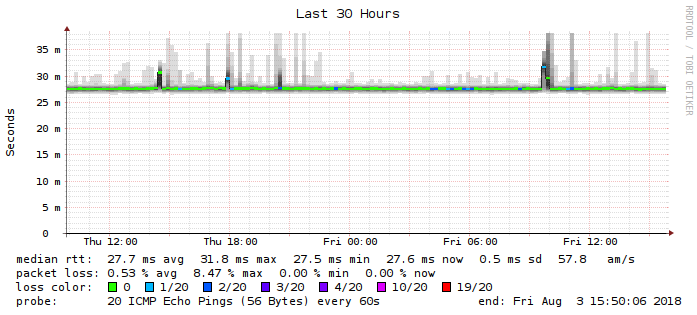 Last 30 Hours
RRDTOOL / TOBI OETIKER
Seconds
35 m
30 m
25 m
20 m
15 m
10 m
5 m
0
Thu 12:00 Thu 18:00 Fri 00:00 Fri 06:00 Fri 12:00
median rtt: 27.7 ms avg 31.8 ms max 27.5 ms min 27.6 ms now 0.5 ms sd 57.8 am/s
packet loss: 0.53 % avg 8.47 % max 0.00 % min 0.00 % now
loss color: 0 1/20 2/20 3/20 4/20 10/20 19/20
probe: 20 ICMP Echo Pings (56 Bytes) every 60s end: Fri Aug 3 15:50:06 2018